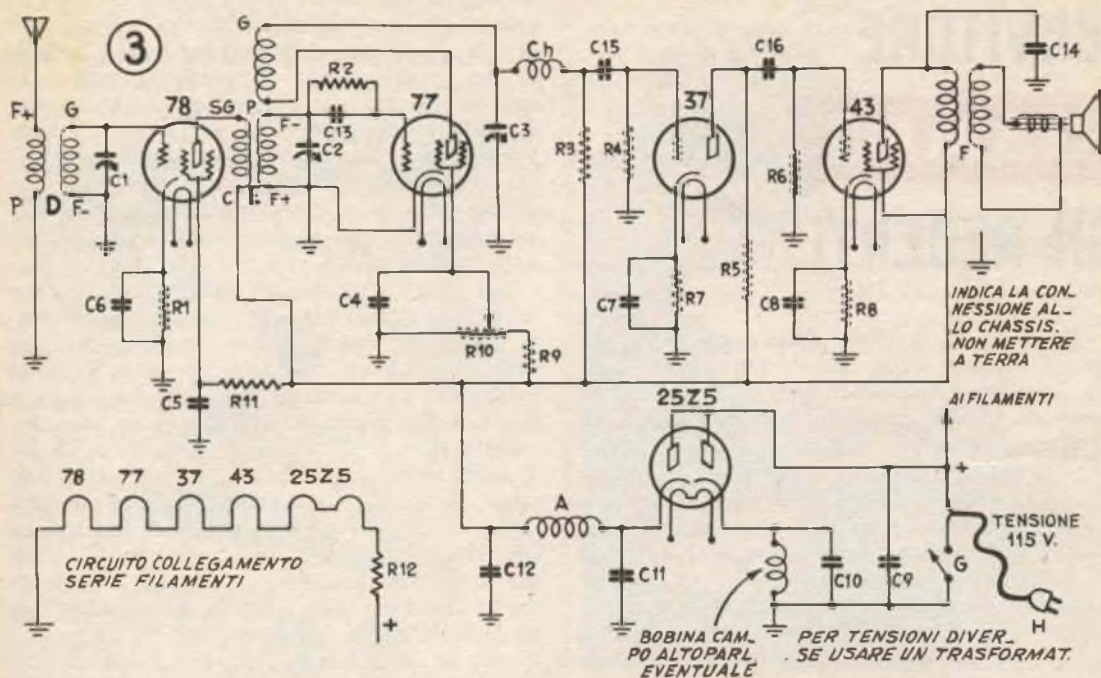 3
F+
G
78
SG
G
P
R2
F-
77
C13
C2
C3
Ch
C15
C16
37
43
C14
R3
R4
R6
F
P
D
F-
C1
C
F+
C6
R1
C4
R10
R9
C7
R7
R5
C8
R8
INDICA LA CON_
NESSIONE AL_
LO CHASSIS.
NON METTERE
A TERRA
C5
R11
AI FILAMENTI
25Z5
+
78 77 37 43 25Z5
A
TENSIONE
115 V.
CIRCUITO COLLEGAMENTO
SERIE FILAMENTI
R12
+
C12
C11
C10
C9
G
H
BOBINA CAM_
PO ALTOPARL.
EVENTUALE
PER TENSIONI DIVER_
SE USARE UN TRASFORMAT.